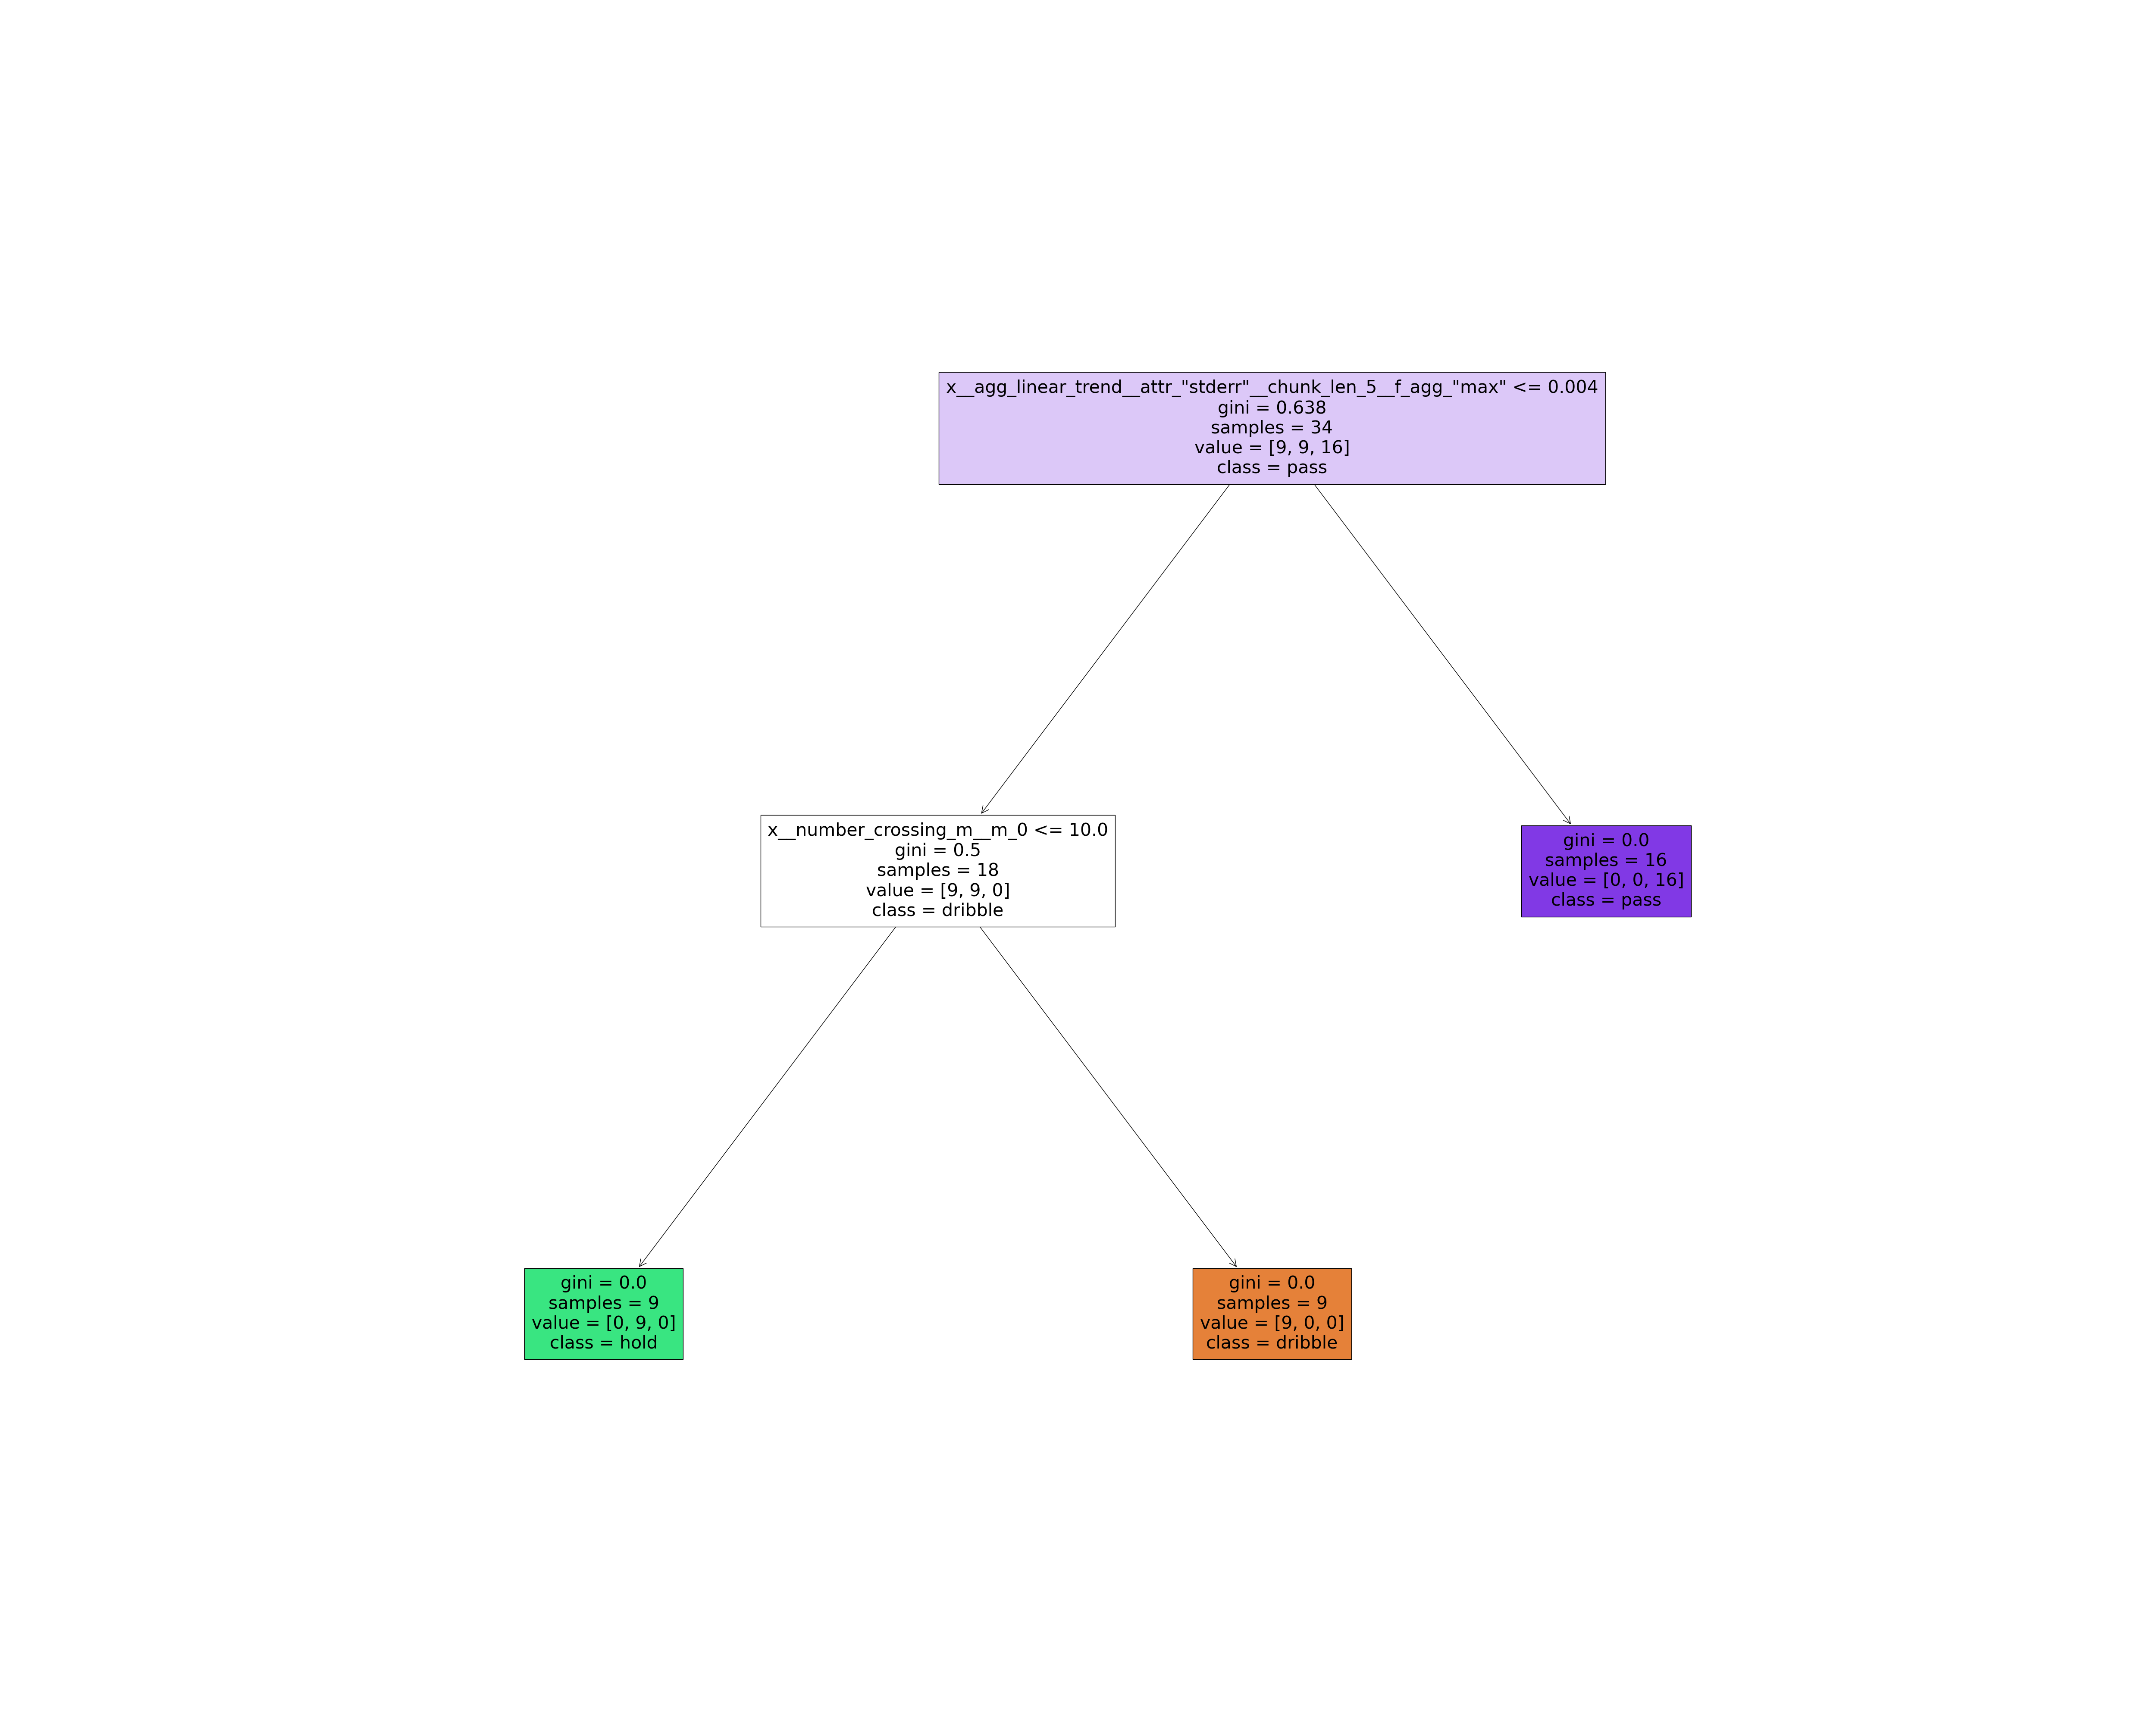 x__agg_linear_trend__attr_"stderr"__chunk_len_5__f_agg_"max" <= 0.004
gini = 0.638
samples = 34
value = [9, 9, 16]
class = pass
x__number_crossing_m__m_0 <= 10.0
gini = 0.5
samples = 18
value = [9, 9, 0]
class = dribble
gini = 0.0
samples = 16
value = [0, 0, 16]
class = pass
gini = 0.0
samples = 9
value = [0, 9, 0]
class = hold
gini = 0.0
samples = 9
value = [9, 0, 0]
class = dribble